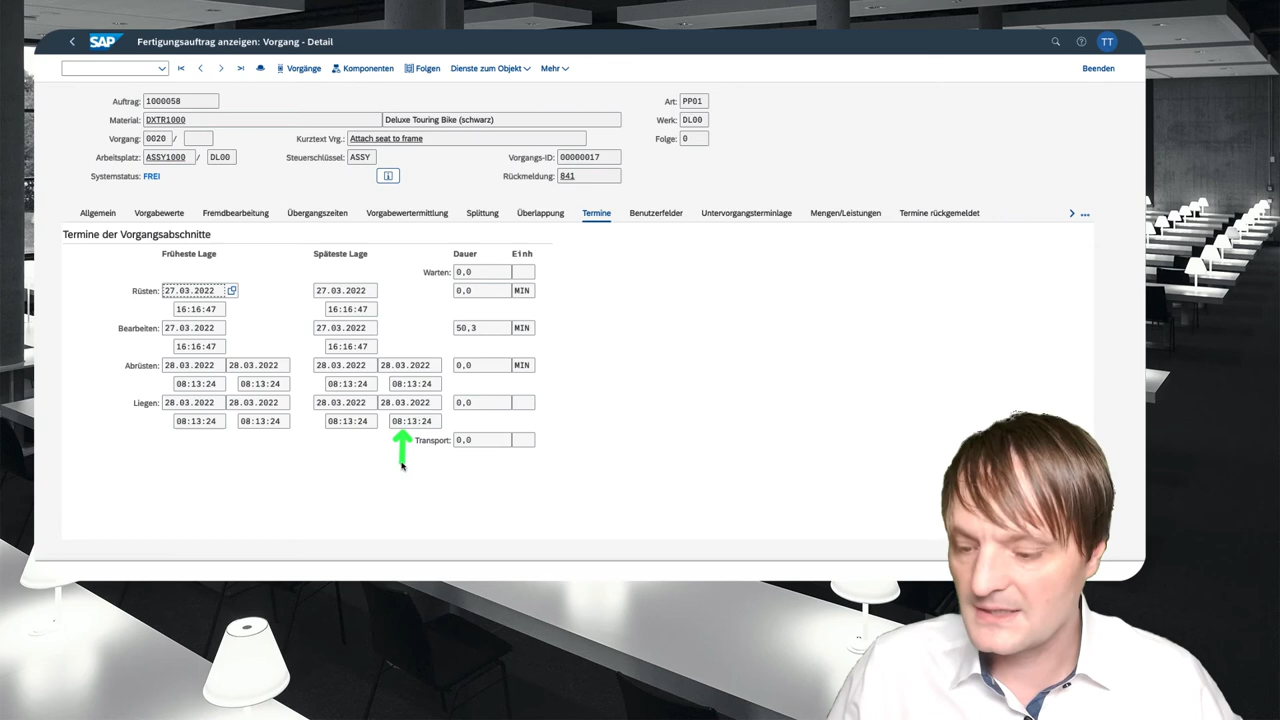 SAP Fertigungsauftrag anzeigen: Vorgang - Detail TT
Vorgänge Komponenten Folgen Dienste zum Objekt Mehr Beenden
Auftrag: 1000058 Art: PP01
Material: DXTR1000 Deluxe Touring Bike (schwarz) Werk: DL00
Vorgang: 0020 / Kurztext Vrg.: Attach seat to frame Folge: 0
Arbeitsplatz: ASSY1000 / DL00 Steuerschlüssel: ASSY Vorgangs-ID: 00000017
Systemstatus: FREI Rückmeldung: 841
Allgemein Vorgabewerte Fremdbearbeitung Übergangszeiten Vorgabewertermittlung Splittung Überlappung Termine Benutzerfelder Untervorgangsterminlage Mengen/Leistungen Termine rückgemeldet
Termine der Vorgangsabschnitte
Früheste Lage Späteste Lage Dauer Einh
Warten: 0,0
Rüsten: 27.03.2022 27.03.2022 0,0 MIN
16:16:47 16:16:47
Bearbeiten: 27.03.2022 27.03.2022 50,3 MIN
16:16:47 16:16:47
Abrüsten: 28.03.2022 28.03.2022 28.03.2022 28.03.2022 0,0 MIN
08:13:24 08:13:24 08:13:24 08:13:24
Liegen: 28.03.2022 28.03.2022 28.03.2022 28.03.2022 0,0
08:13:24 08:13:24 08:13:24 08:13:24
Transport: 0,0